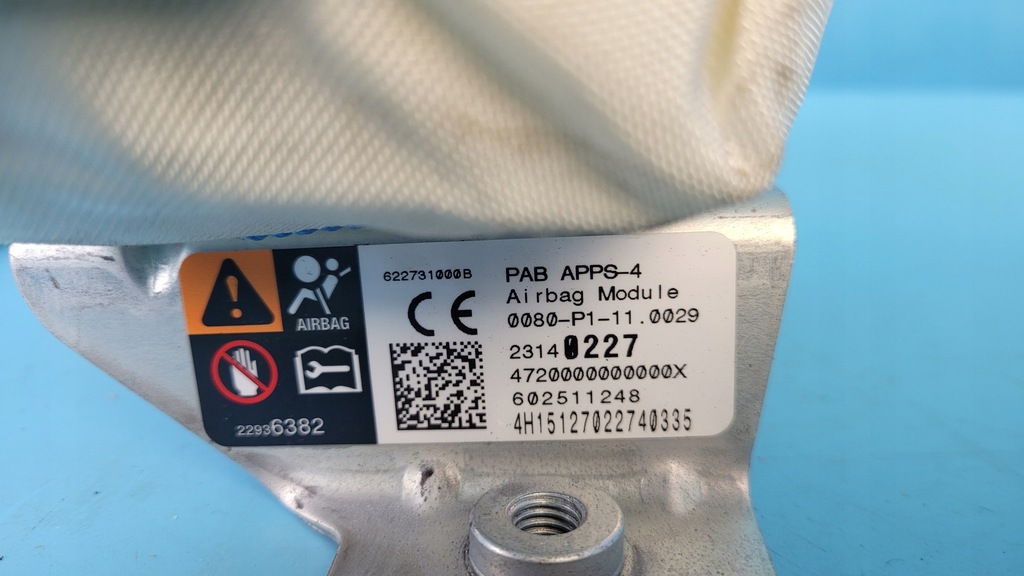 AIRBAG
22936382
622731000B
CE
PAB APPS-4
Airbag Module
0080-P1-11.0029
23140227
4720000000000X
602511248
4H15127022740335